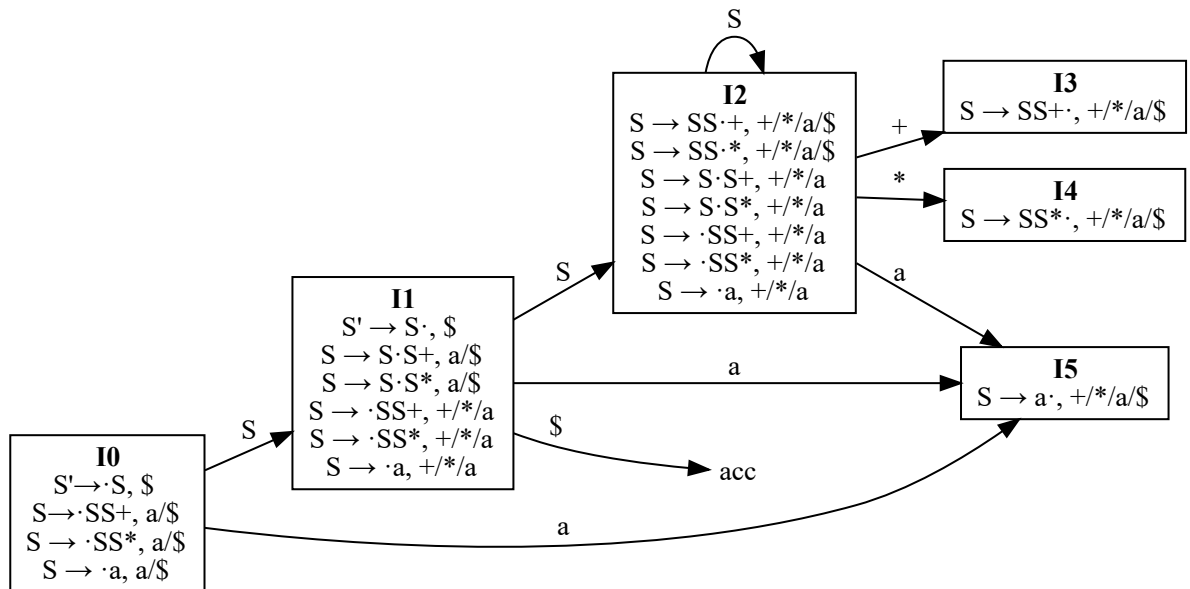 S
I2
S → SS·+, +/*/a/$
S → SS·*, +/*/a/$
S → S·S+, +/*/a
S → S·S*, +/*/a
S → ·SS+, +/*/a
S → ·SS*, +/*/a
S → ·a, +/*/a
+
I3
S → SS+·, +/*/a/$
*
I4
S → SS*·, +/*/a/$
a
S
I1
S' → S·, $
S → S·S+, a/$
S → S·S*, a/$
S → ·SS+, +/*/a
S → ·SS*, +/*/a
S → ·a, +/*/a
a
I5
S → a·, +/*/a/$
$
acc
S
I0
S'→·S, $
S→·SS+, a/$
S → ·SS*, a/$
S → ·a, a/$
a